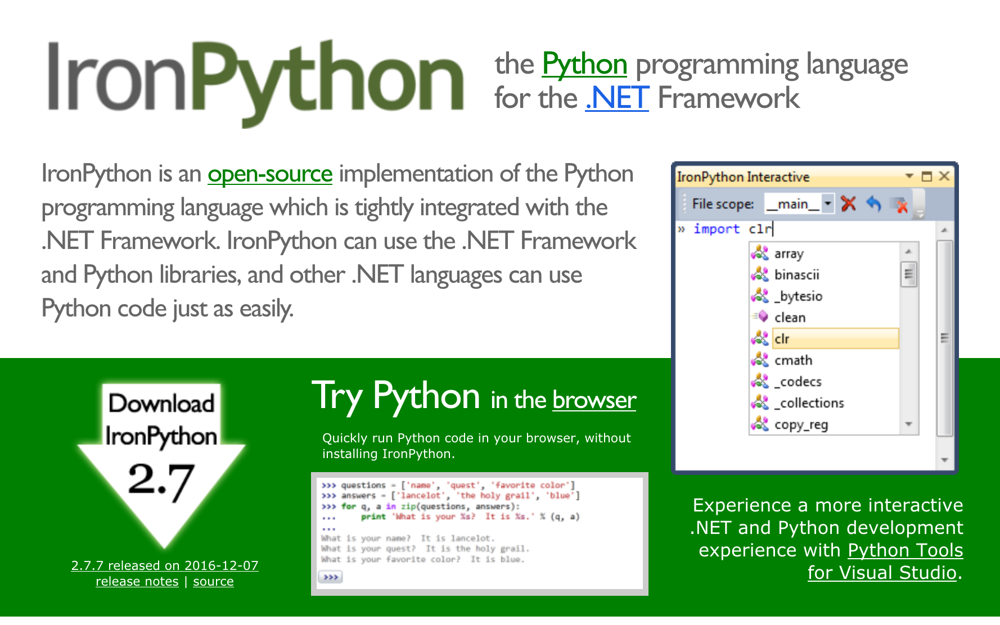 IronPython
the Python programming language
for the .NET Framework
IronPython is an open-source implementation of the Python
programming language which is tightly integrated with the
.NET Framework. IronPython can use the .NET Framework
and Python libraries, and other .NET languages can use
Python code just as easily.
IronPython Interactive
File scope: __main__
» import clr
array
binascii
_bytesio
clean
clr
cmath
_codecs
_collections
copy_reg
Download
IronPython
2.7
2.7.7 released on 2016-12-07
release notes | source
Try Python in the browser
Quickly run Python code in your browser, without
installing IronPython.
>>> questions = ['name', 'quest', 'favorite color']
>>> answers = ['lancelot', 'the holy grail', 'blue']
>>> for q, a in zip(questions, answers):
...     print 'What is your %s?  It is %s.' % (q, a)
...
What is your name?  It is lancelot.
What is your quest?  It is the holy grail.
What is your favorite color?  It is blue.
>>>
Experience a more interactive
.NET and Python development
experience with Python Tools
for Visual Studio.